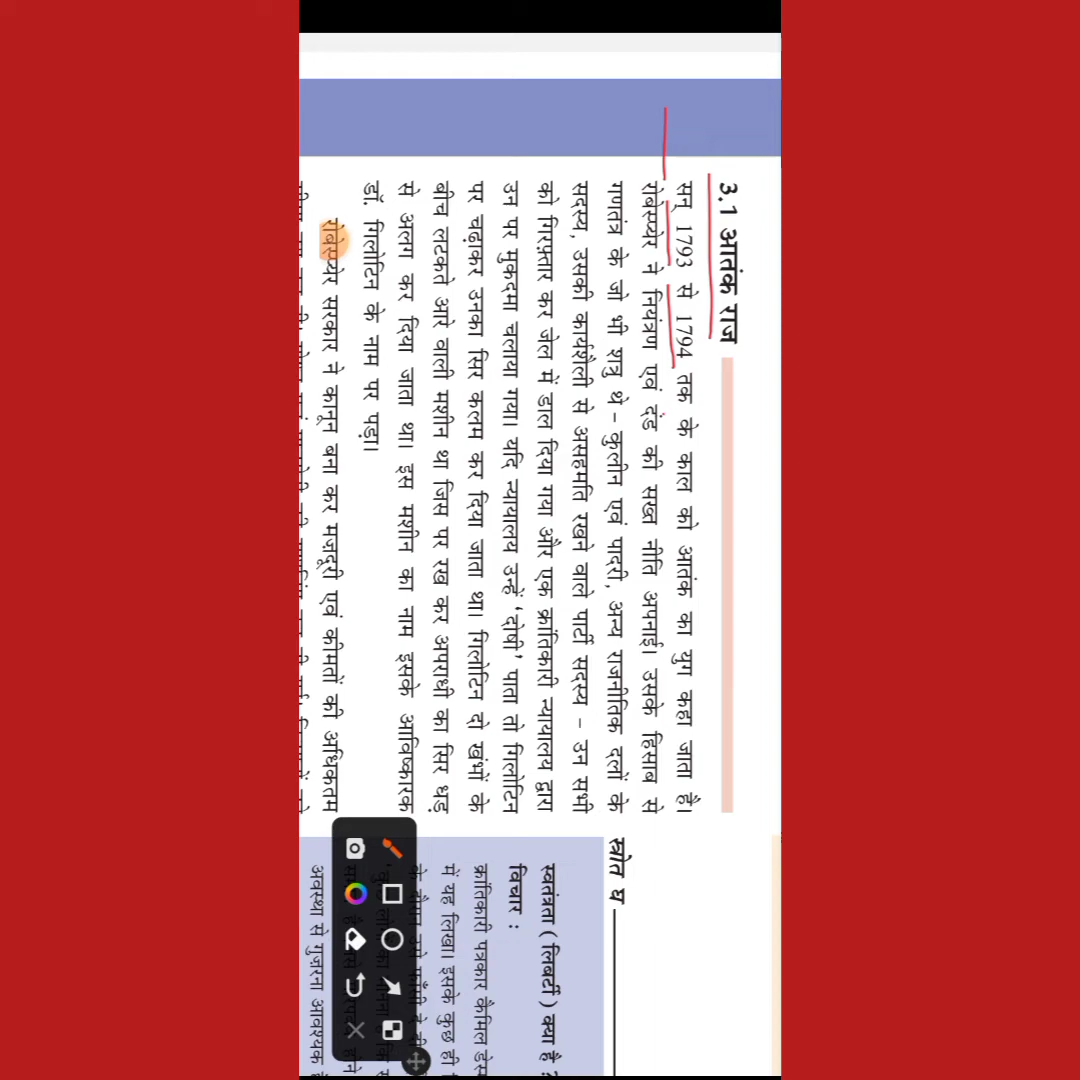 3.1 आतंक राज
सन् 1793 से 1794 तक के काल को आतंक का युग कहा जाता है।
रोबेस्प्येर ने नियंत्रण एवं दंड की सख्त नीति अपनाई। उसके हिसाब से
गणतंत्र के जो भी शत्रु थे - कुलीन एवं पादरी, अन्य राजनीतिक दलों के
सदस्य, उसकी कार्यशैली से असहमति रखने वाले पार्टी सदस्य - उन सभी
को गिरफ़्तार कर जेल में डाल दिया गया और एक क्रांतिकारी न्यायालय द्वारा
उन पर मुकदमा चलाया गया। यदि न्यायालय उन्हें ‘दोषी’ पाता तो गिलोटिन
पर चढ़ाकर उनका सिर कलम कर दिया जाता था। गिलोटिन दो खंभों के
बीच लटकते आरे वाली मशीन था जिस पर रख कर अपराधी का सिर धड़
से अलग कर दिया जाता था। इस मशीन का नाम इसके आविष्कारक
डॉ. गिलोटिन के नाम पर पड़ा।
रोबेस्प्येर सरकार ने कानून बना कर मज़दूरी एवं कीमतों की अधिकतम
स्रोत घ
स्वतंत्रता ( लिबर्टी ) क्या है ?
विचार :
क्रांतिकारी पत्रकार कैमिल
में यह लिखा। इसके कुछ ही
अवस्था से गुज़रना आवश्यक